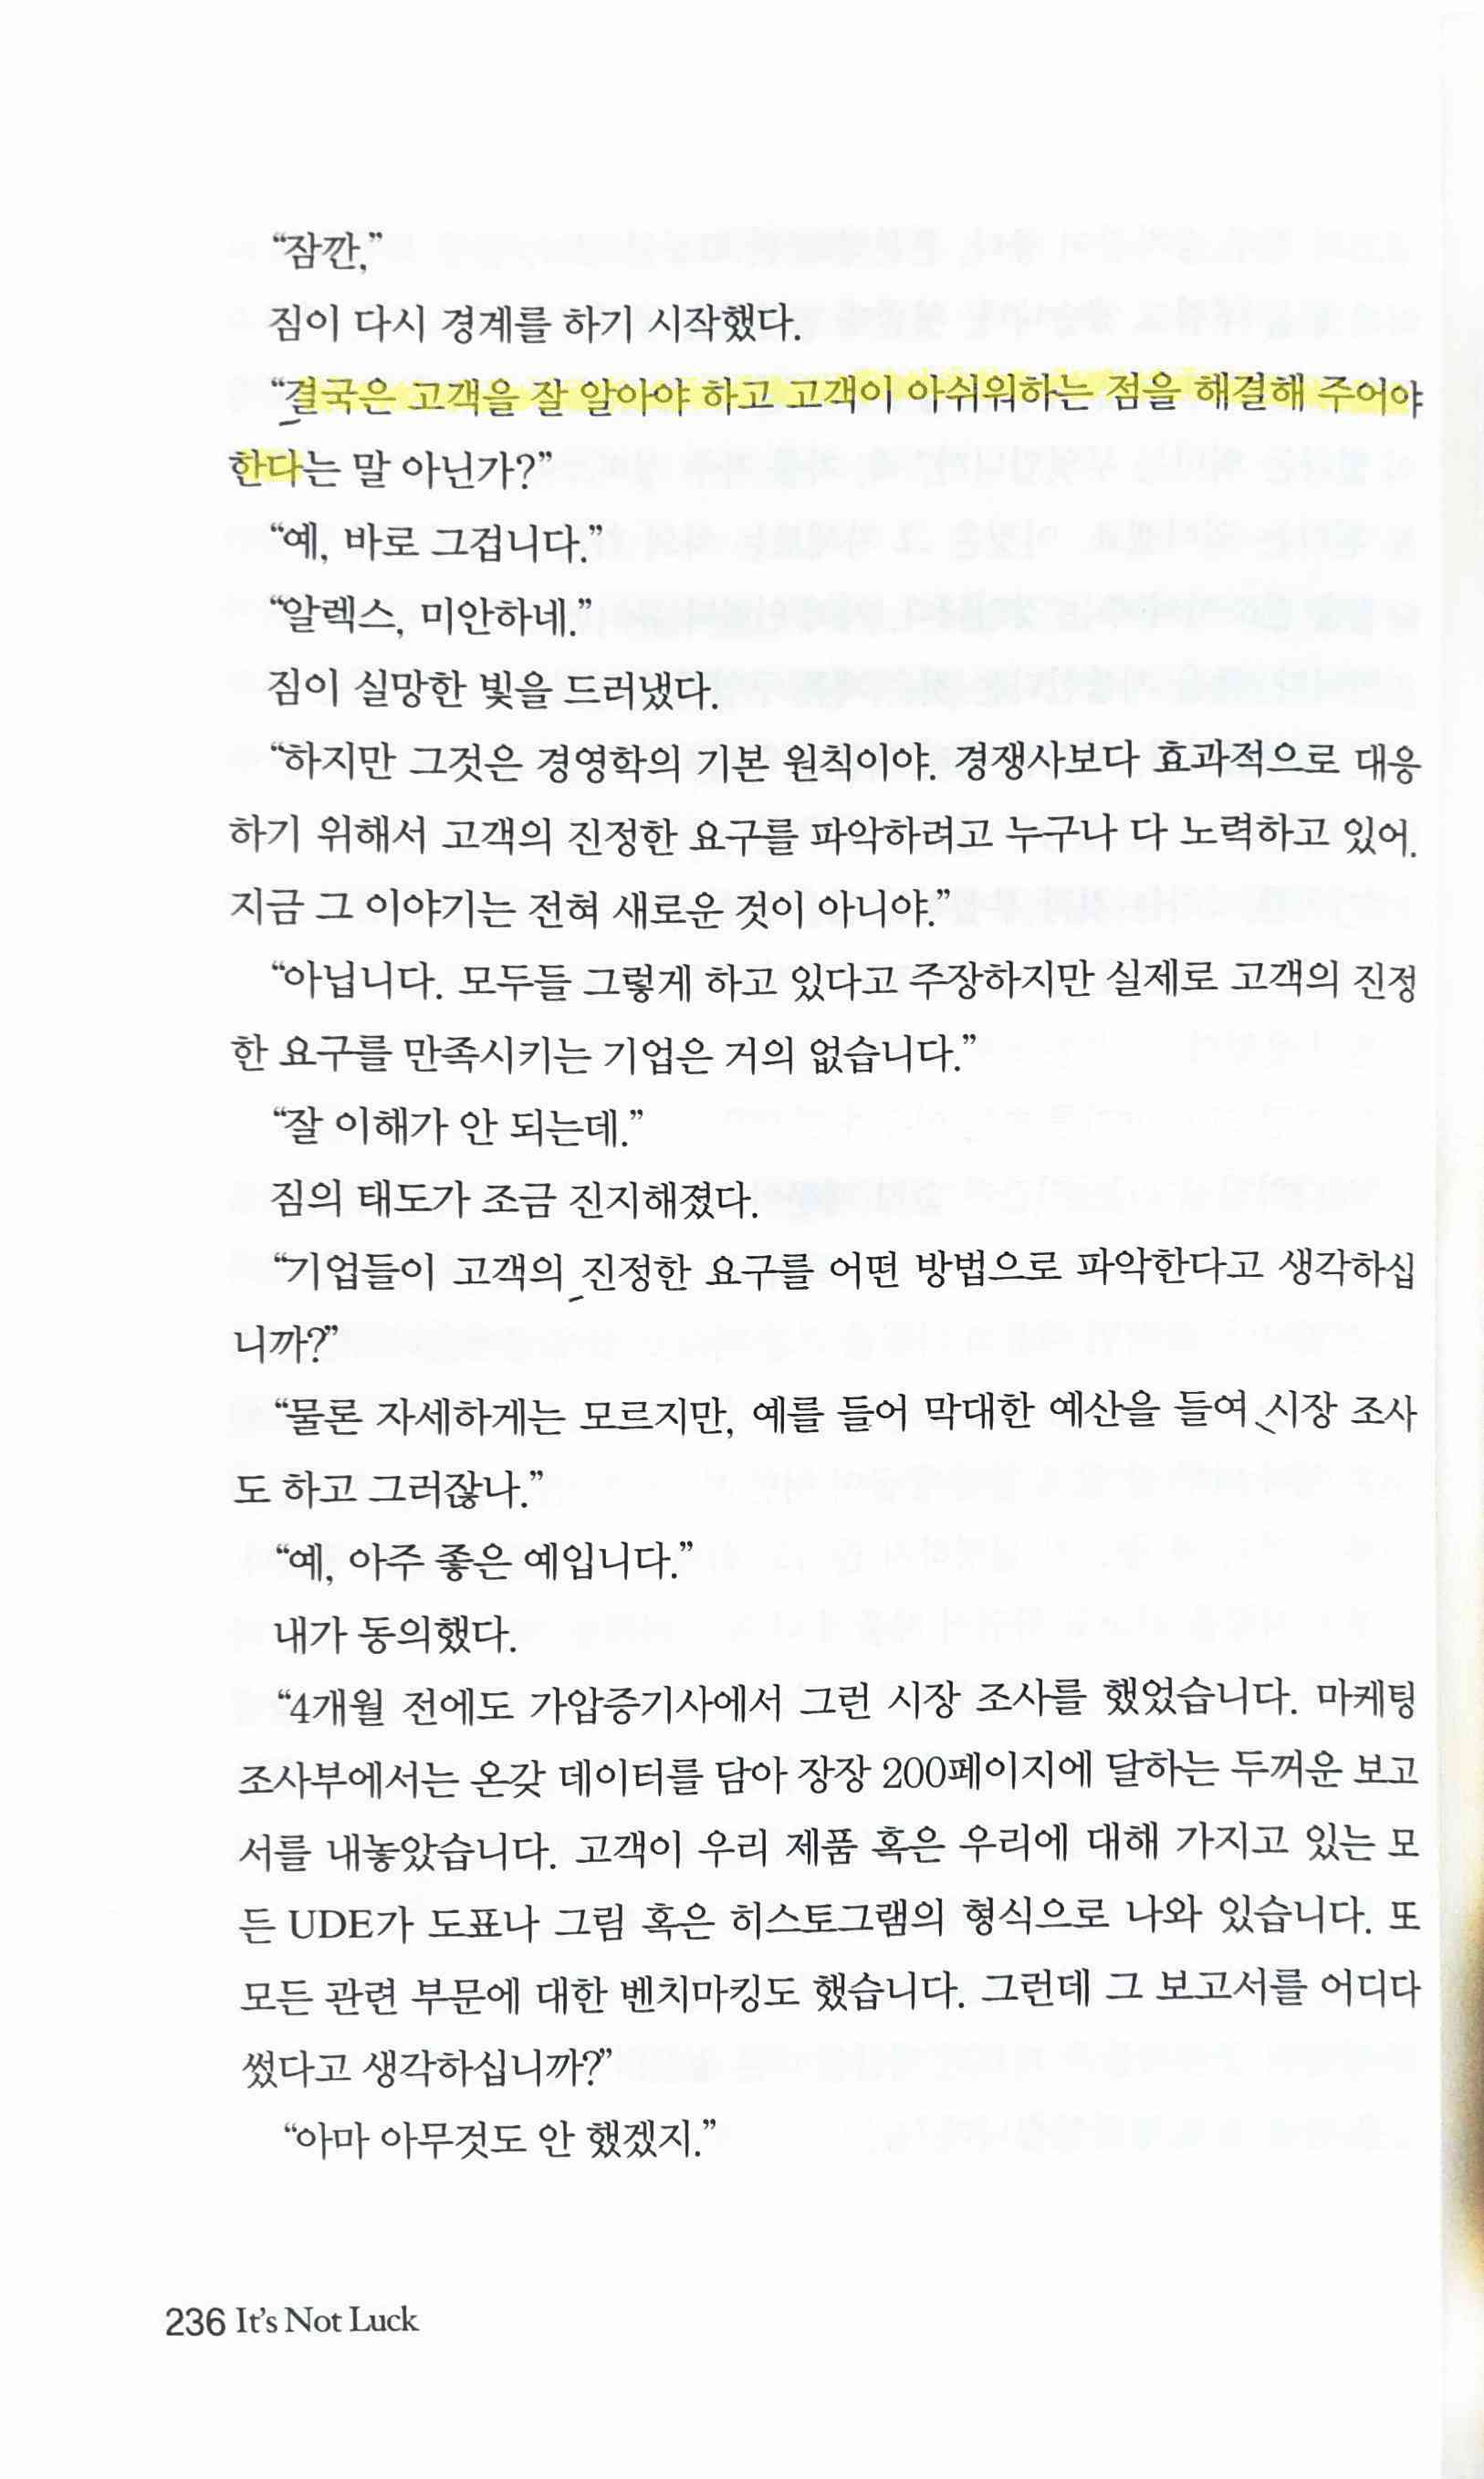 “잠깐,”
짐이 다시 경계를 하기 시작했다.
“결국은 고객을 잘 알아야 하고 고객이 아쉬워하는 점을 해결해 주어야
한다는 말 아닌가?”
“예, 바로 그겁니다.”
“알렉스, 미안하네.”
짐이 실망한 빛을 드러냈다.
“하지만 그것은 경영학의 기본 원칙이야. 경쟁사보다 효과적으로 대응
하기 위해서 고객의 진정한 요구를 파악하려고 누구나 다 노력하고 있어.
지금 그 이야기는 전혀 새로운 것이 아니야.”
“아닙니다. 모두들 그렇게 하고 있다고 주장하지만 실제로 고객의 진정
한 요구를 만족시키는 기업은 거의 없습니다.”
“잘 이해가 안 되는데.”
짐의 태도가 조금 진지해졌다.
“기업들이 고객의 진정한 요구를 어떤 방법으로 파악한다고 생각하십
니까?”
“물론 자세하게는 모르지만, 예를 들어 막대한 예산을 들여 시장 조사
도 하고 그러잖나.”
“예, 아주 좋은 예입니다.”
내가 동의했다.
“4개월 전에도 가압증기사에서 그런 시장 조사를 했었습니다. 마케팅
조사부에서는 온갖 데이터를 담아 장장 200페이지에 달하는 두꺼운 보고
서를 내놓았습니다. 고객이 우리 제품 혹은 우리에 대해 가지고 있는 모
든 UDE가 도표나 그림 혹은 히스토그램의 형식으로 나와 있습니다. 또
모든 관련 부문에 대한 벤치마킹도 했습니다. 그런데 그 보고서를 어디다
썼다고 생각하십니까?”
“아마 아무것도 안 했겠지.”
236 It's Not Luck